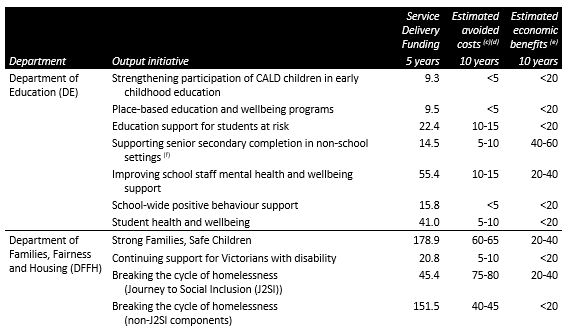 Department Output initiative Service Delivery Funding 5 years Estimated avoided costs (c)(d) 10 years Estimated economic benefits (e) 10 years
Department of Education (DE)
Strengthening participation of CALD children in early childhood education 9.3 <5 <20
Place-based education and wellbeing programs 9.5 <5 <20
Education support for students at risk 22.4 10-15 <20
Supporting senior secondary completion in non-school settings (f) 14.5 5-10 40-60
Improving school staff mental health and wellbeing support 55.4 10-15 20-40
School-wide positive behaviour support 15.8 <5 <20
Student health and wellbeing 41.0 5-10 <20
Department of Families, Fairness and Housing (DFFH)
Strong Families, Safe Children 178.9 60-65 20-40
Continuing support for Victorians with disability 20.8 5-10 <20
Breaking the cycle of homelessness (Journey to Social Inclusion (J2SI)) 45.4 75-80 20-40
Breaking the cycle of homelessness (non-J2SI components) 151.5 40-45 <20